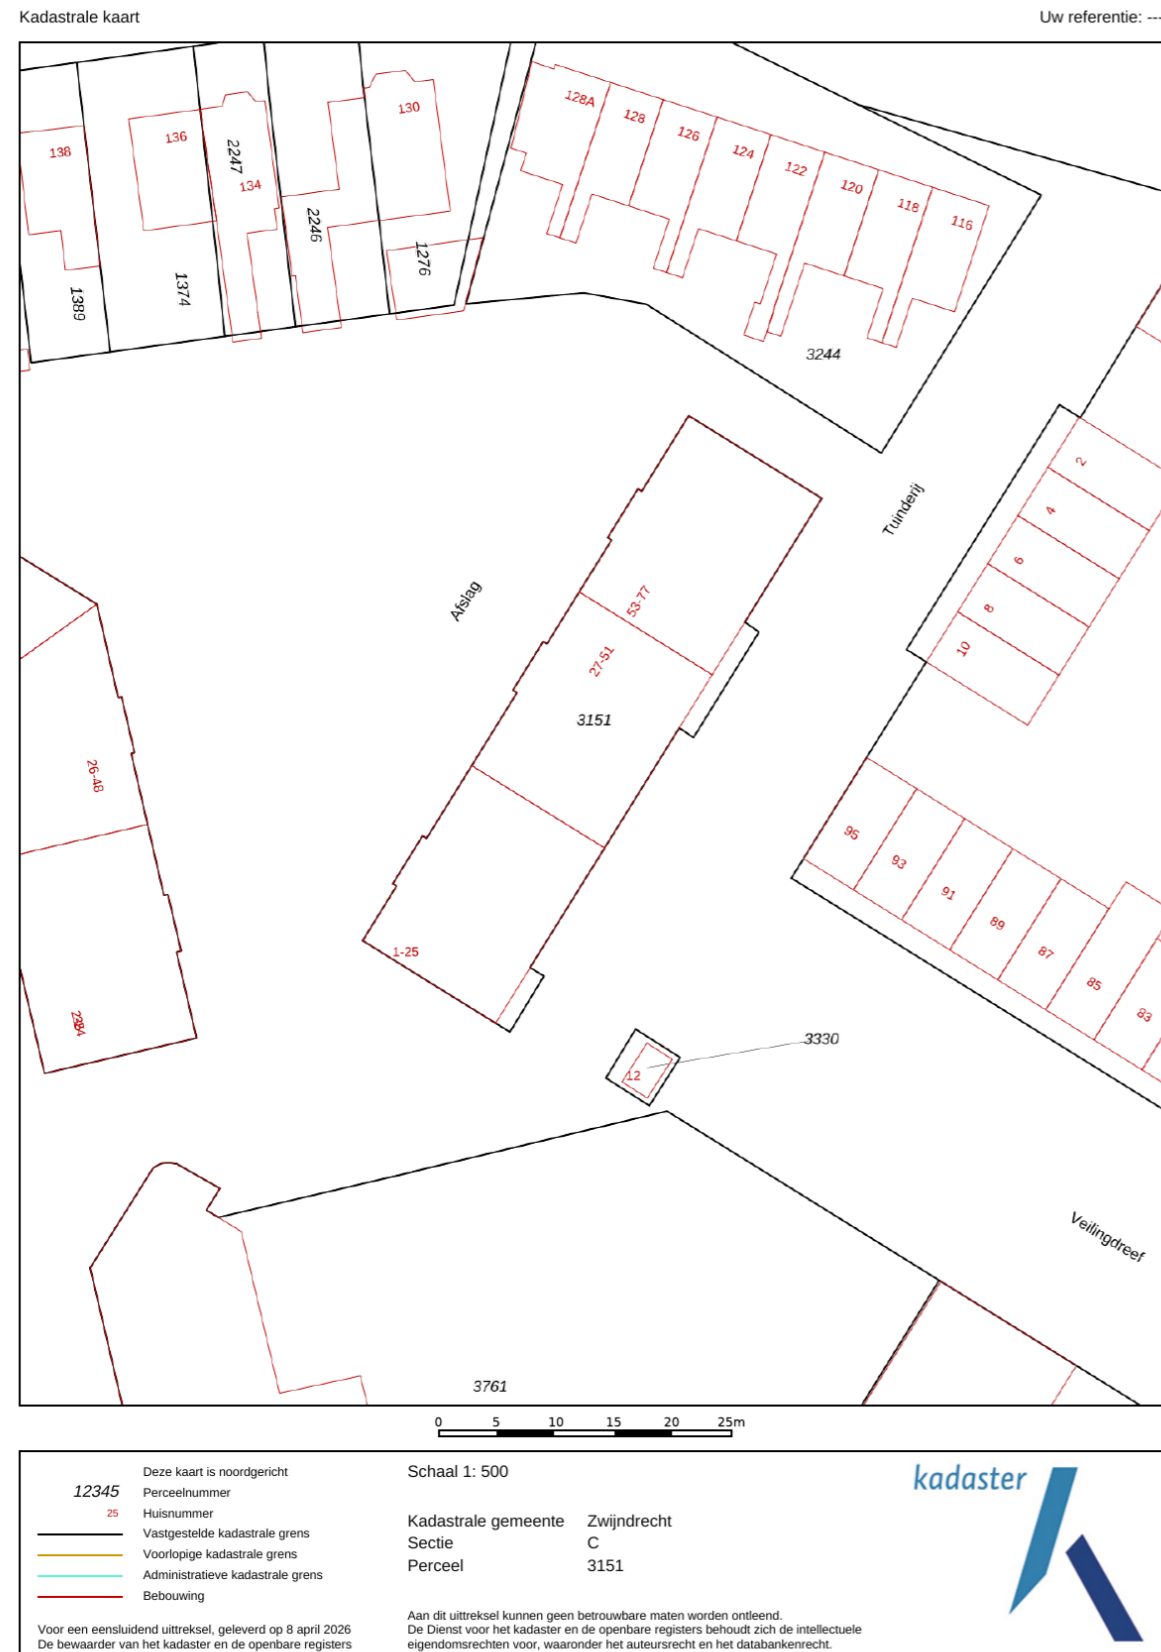 Kadastrale kaart
Uw referentie: ---
128A
128
126
124
122
120
118
116
138
136
2247
134
130
2246
1276
1389
1374
3244
2
4
6
8
10
Tuinderij
Afslag
53-77
27-51
3151
26-48
95
93
91
89
87
85
83
1-25
3330
12
Veilingdreef
3761
0 5 10 15 20 25m
Deze kaart is noordgericht
12345 Perceelnummer
25 Huisnummer
Vastgestelde kadastrale grens
Voorlopige kadastrale grens
Administratieve kadastrale grens
Bebouwing
Voor een eensluidend uittreksel, geleverd op 8 april 2026
De bewaarder van het kadaster en de openbare registers
Schaal 1: 500
Kadastrale gemeente Zwijndrecht
Sectie C
Perceel 3151
Aan dit uittreksel kunnen geen betrouwbare maten worden ontleend.
De Dienst voor het kadaster en de openbare registers behoudt zich de intellectuele
eigendomsrechten voor, waaronder het auteursrecht en het databankenrecht.
kadaster